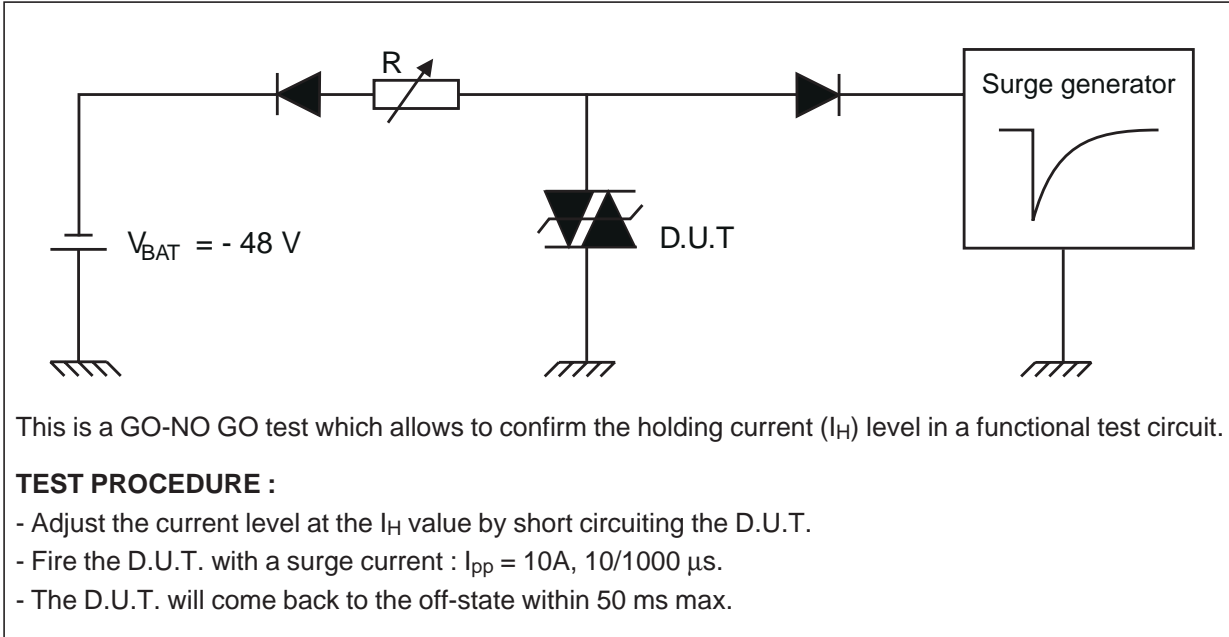 R
Surge generator
V_BAT = - 48 V
D.U.T
This is a GO-NO GO test which allows to confirm the holding current (I_H) level in a functional test circuit.
TEST PROCEDURE :
- Adjust the current level at the I_H value by short circuiting the D.U.T.
- Fire the D.U.T. with a surge current : I_pp = 10A, 10/1000 μs.
- The D.U.T. will come back to the off-state within 50 ms max.